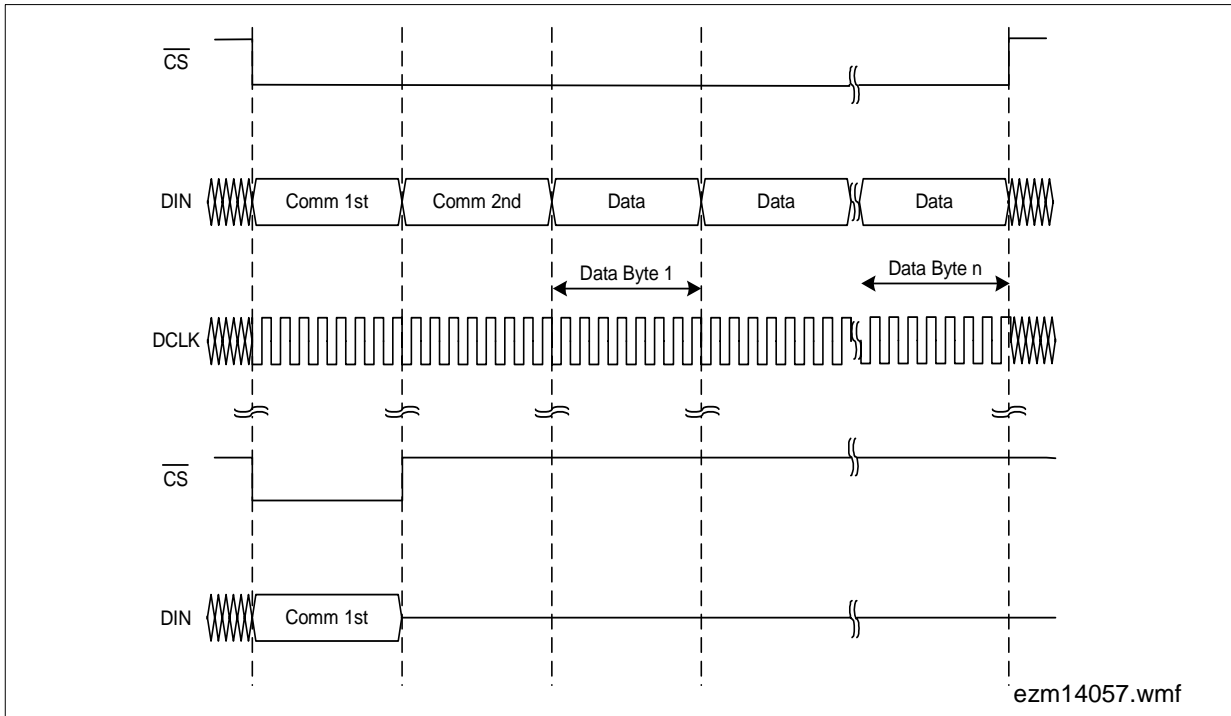 CS
DIN
Comm 1st
Comm 2nd
Data
Data
Data
Data Byte 1
Data Byte n
DCLK
CS
DIN
Comm 1st
ezm14057.wmf